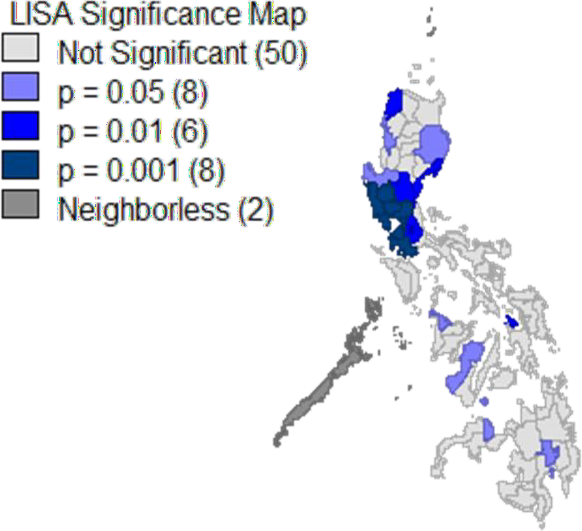 LISA Significance Map
Not Significant (50)
p = 0.05 (8)
p = 0.01 (6)
p = 0.001 (8)
Neighborless (2)